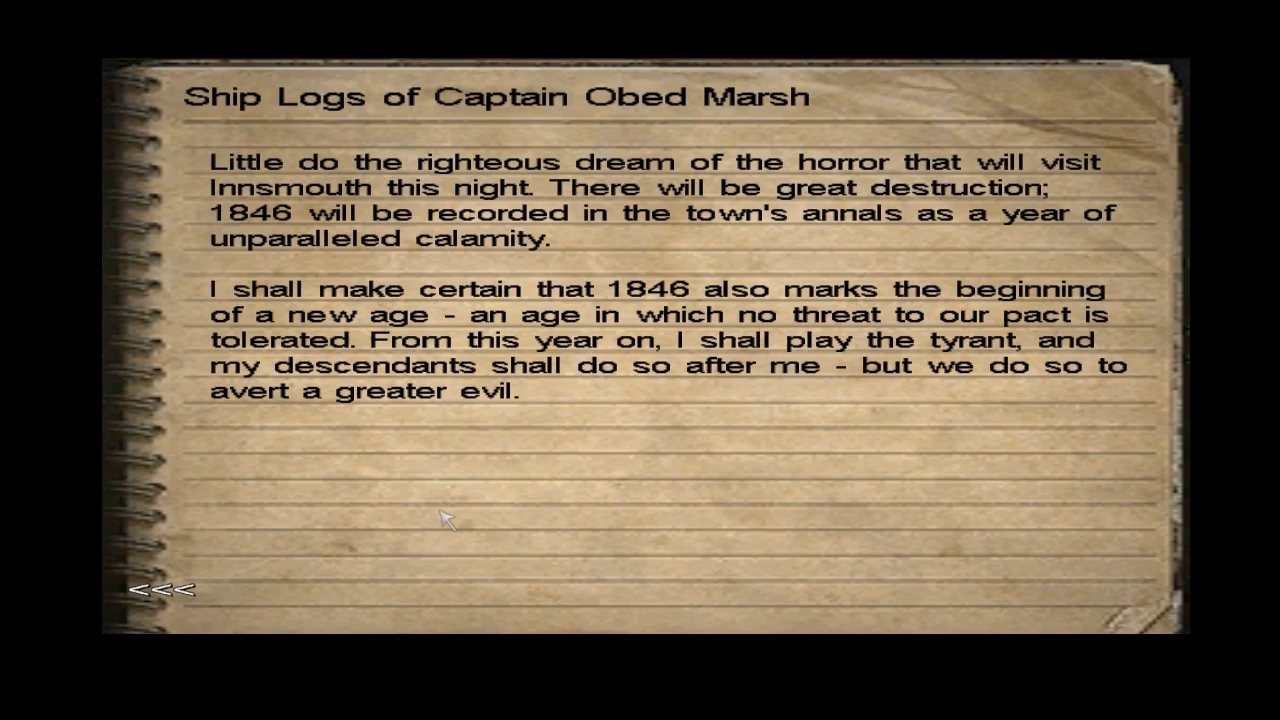 Ship Logs of Captain Obed Marsh
Little do the righteous dream of the horror that will visit
Innsmouth this night. There will be great destruction;
1846 will be recorded in the town's annals as a year of
unparalleled calamity.
I shall make certain that 1846 also marks the beginning
of a new age - an age in which no threat to our pact is
tolerated. From this year on, I shall play the tyrant, and
my descendants shall do so after me - but we do so to
avert a greater evil.
<<<